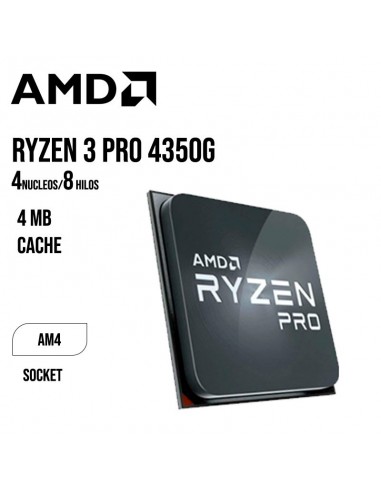 AMD
RYZEN 3 PRO 4350G
4NUCLEOS/8 HILOS
4 MB
CACHE
AMD
RYZEN
PRO
AM4
SOCKET